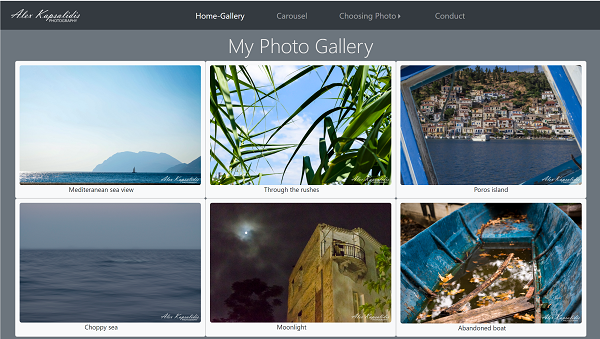 Alex Kapsalidis
PHOTOGRAPHY
Home-Gallery
Carousel
Choosing Photo
Conduct
My Photo Gallery
Alex Kapsalidis
Alex Kapsalidis
Alex Kapsalidis
Mediteranean sea view
Through the rushes
Poros island
Alex Kapsalidis
Alex Kapsalidis
Alex Kapsalidis
Choppy sea
Moonlight
Abandoned boat